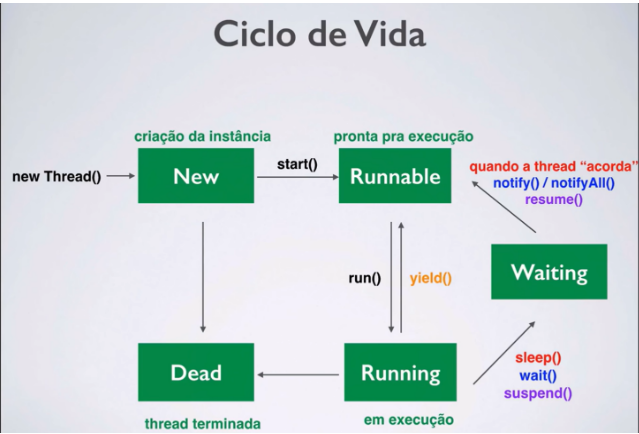 Ciclo de Vida
criação da instância
pronta pra execução
new Thread()
New
start()
Runnable
quando a thread “acorda”
notify() / notifyAll()
resume()
Waiting
run()
yield()
Dead
Running
sleep()
wait()
suspend()
thread terminada
em execução